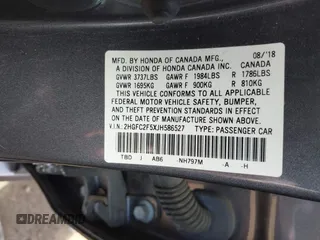 MFD. BY HONDA OF CANADA MFG., CANADA
A DIVISION OF HONDA CANADA INC. 08/'18
GVWR 3737LBS GAWR F 1984LBS R 1786LBS
GVWR 1695KG GAWR F 900KG R 810KG
THIS VEHICLE CONFORMS TO ALL APPLICABLE
FEDERAL MOTOR VEHICLE SAFETY, BUMPER,
AND THEFT PREVENTION STANDARDS IN EFFECT
ON THE DATE OF MANUFACTURE SHOWN ABOVE.
V.I.N.: 2HGFC2F5XJH586527 TYPE: PASSENGER CAR
TBD J AB6 -NH797M -A -H
DREAMBID